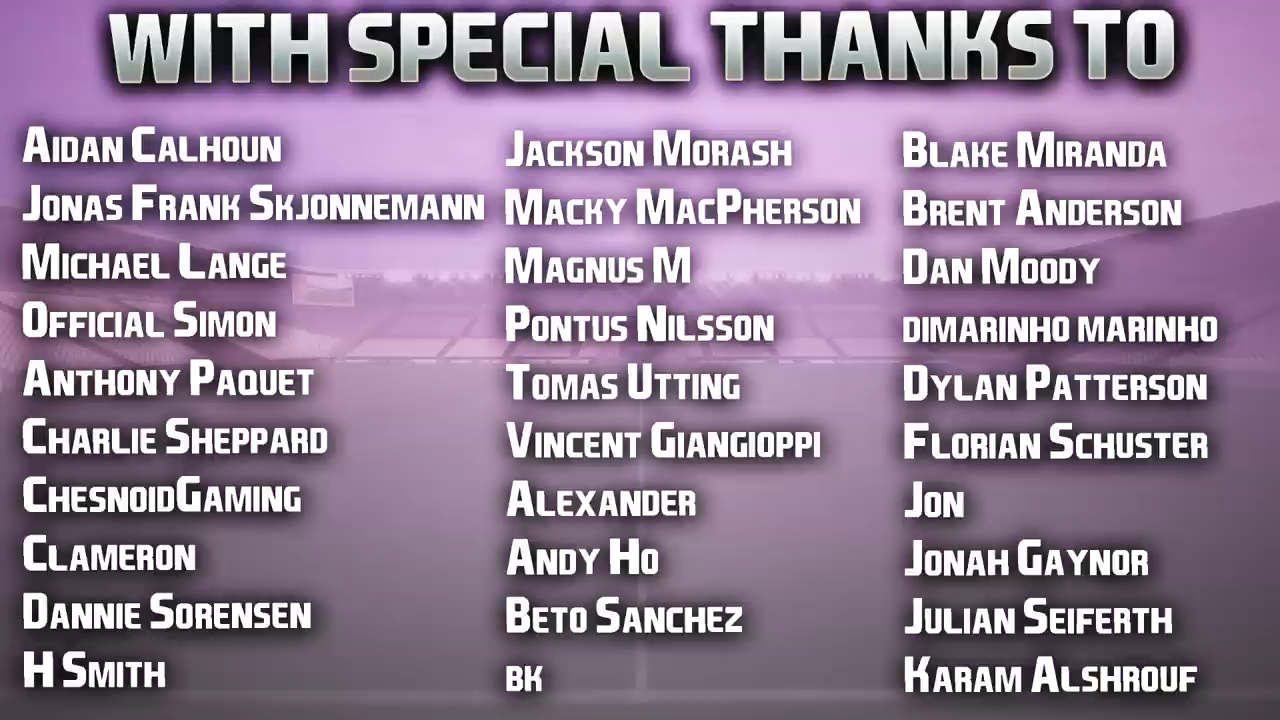 WITH SPECIAL THANKS TO
Aidan Calhoun
Jonas Frank Skjonnemann
Michael Lange
Official Simon
Anthony Paquet
Charlie Sheppard
ChesnoidGaming
Clameron
Dannie Sorensen
H Smith
Jackson Morash
Macky MacPherson
Magnus M
Pontus Nilsson
Tomas Utting
Vincent Giangioppi
Alexander
Andy Ho
Beto Sanchez
bk
Blake Miranda
Brent Anderson
Dan Moody
dimarinho marinho
Dylan Patterson
Florian Schuster
Jon
Jonah Gaynor
Julian Seiferth
Karam Alshrouf